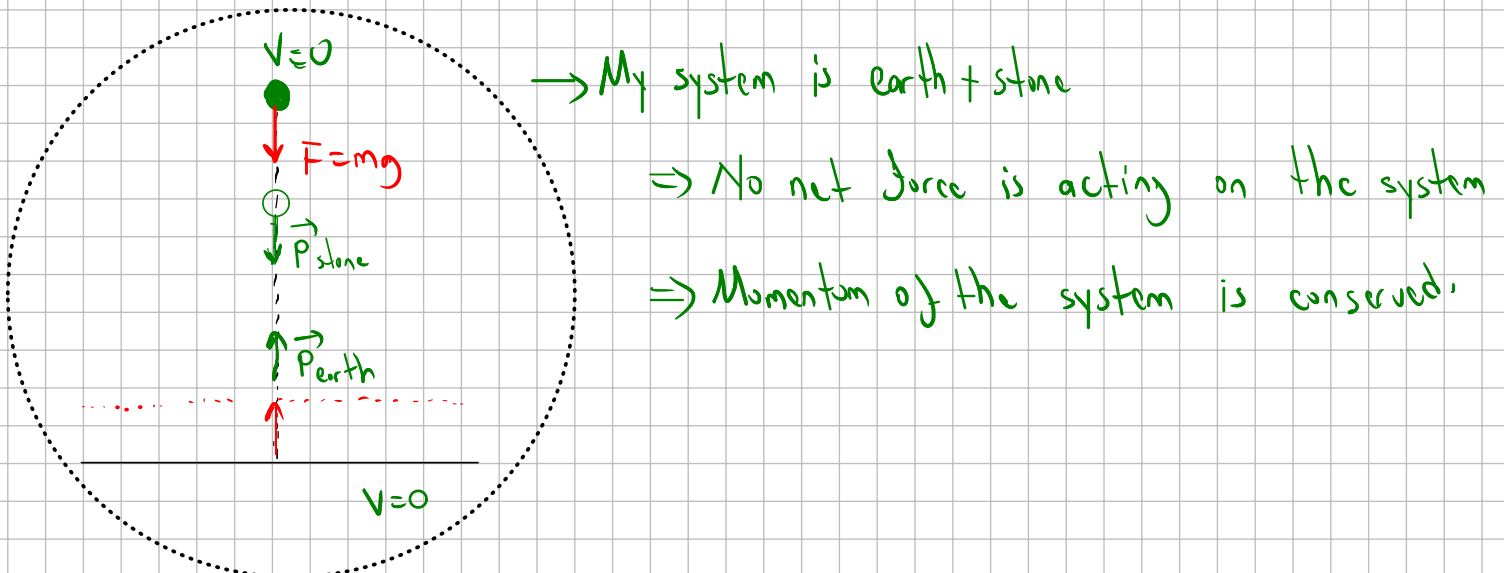 V=0
F=mg
P⃗stone
P⃗earth
V=0
→ My system is earth + stone
⇒ No net force is acting on the system
⇒ Momentum of the system is conserved.